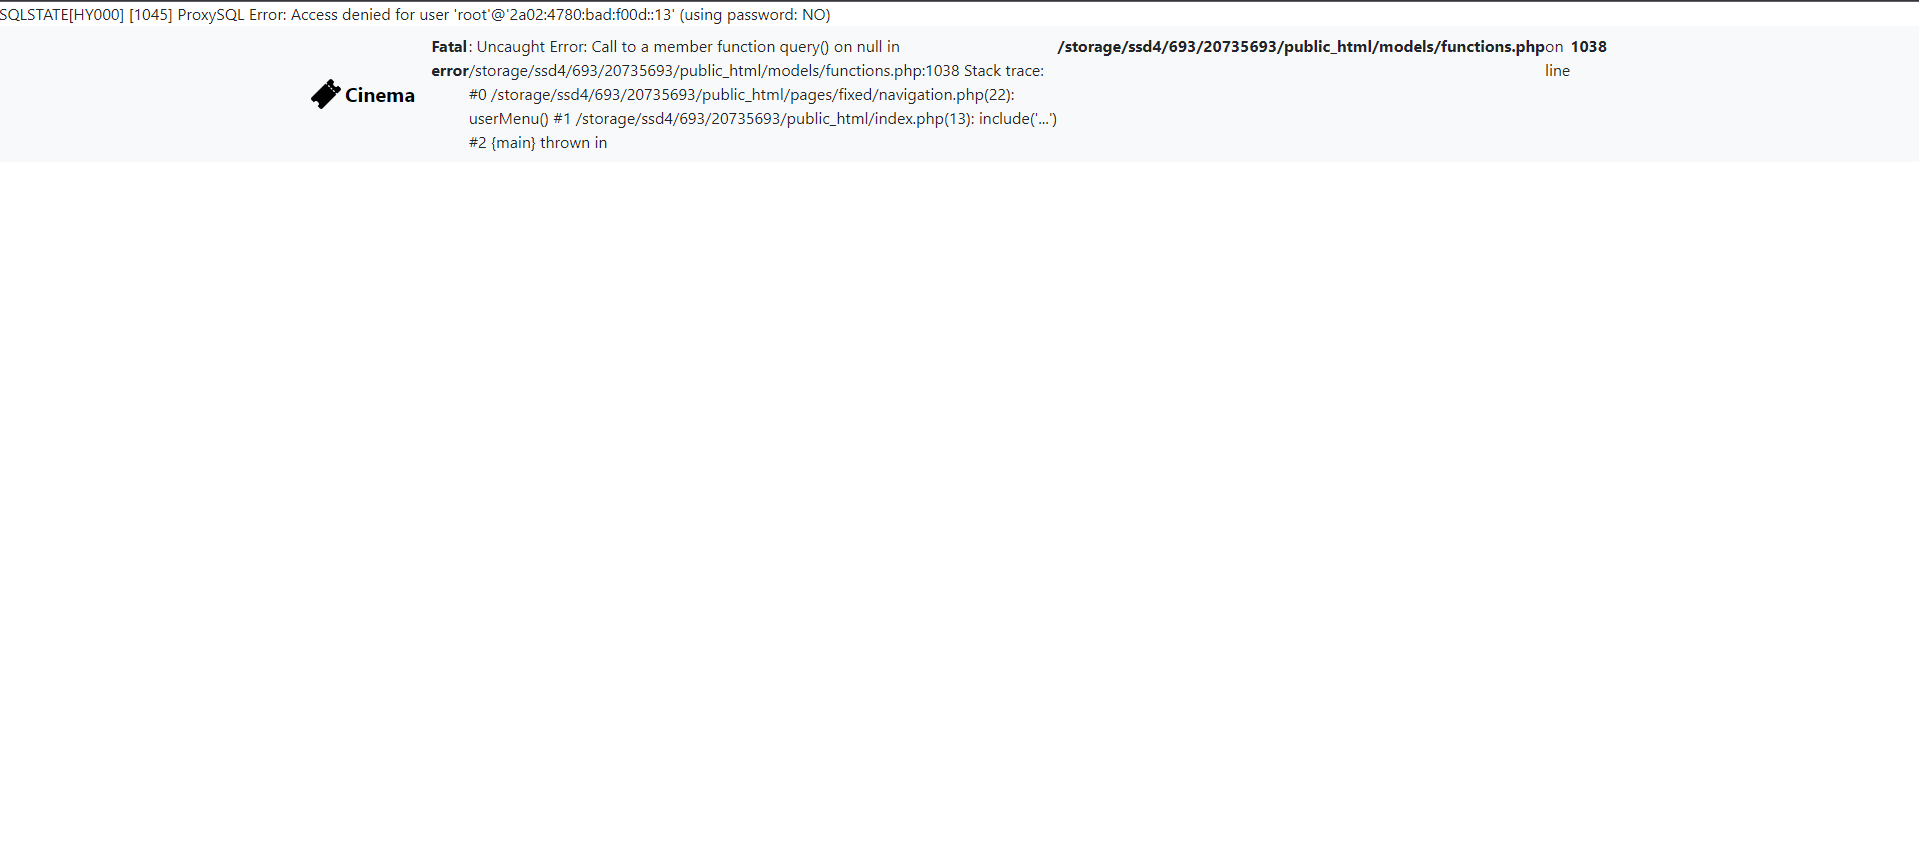 SQLSTATE[HY000] [1045] ProxySQL Error: Access denied for user 'root'@'2a02:4780:bad:f00d::13' (using password: NO)
Cinema
Fatal error
: Uncaught Error: Call to a member function query() on null in
/storage/ssd4/693/20735693/public_html/models/functions.php:1038 Stack trace:
#0 /storage/ssd4/693/20735693/public_html/pages/fixed/navigation.php(22):
userMenu() #1 /storage/ssd4/693/20735693/public_html/index.php(13): include('...')
#2 {main} thrown in
/storage/ssd4/693/20735693/public_html/models/functions.php
on line
1038